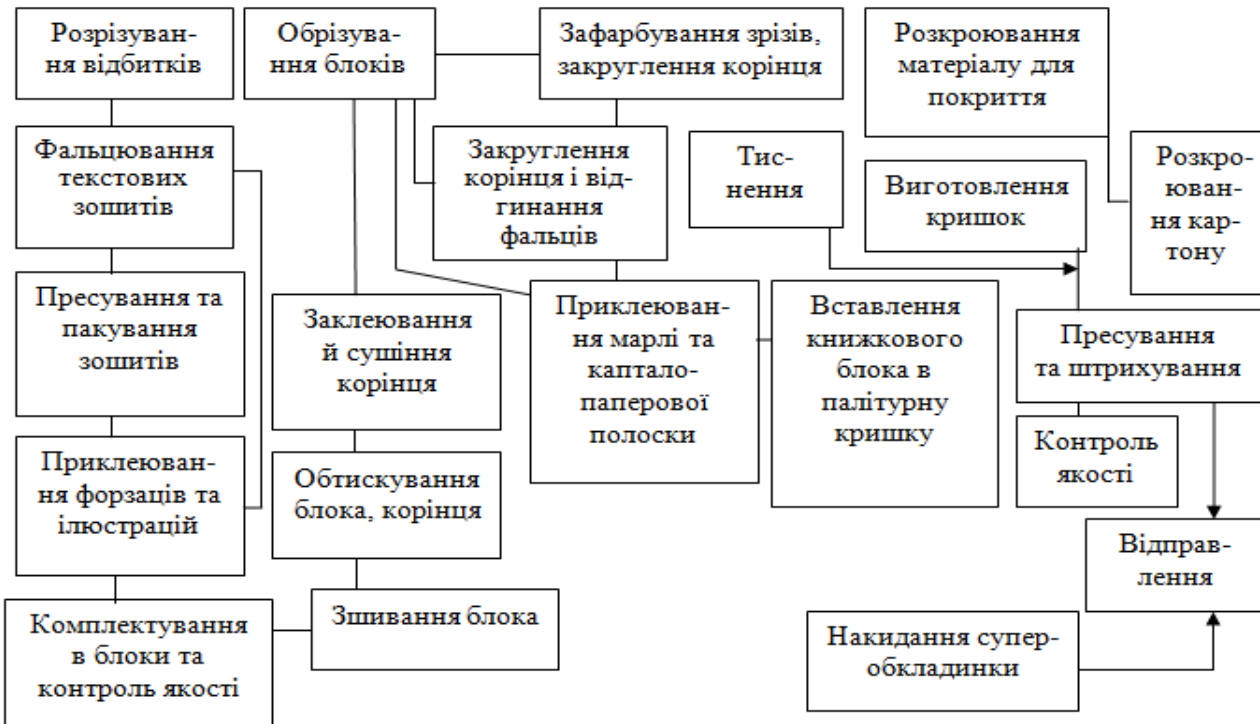 Розрізуван-
ня відбитків
Фальцювання
текстових
зошитів
Пресування та
пакування
зошитів
Приклеюван-
ня форзаців та
ілюстрацій
Комплектування
в блоки та
контроль якості
Обрізува-
ння блоків
Заклеювання
й сушіння
корінця
Обтискування
блока, корінця
Зшивання блока
Зафарбування зрізів,
закруглення корінця
Закруглення
корінця і від-
гинання
фальців
Приклеюван-
ня марлі та
каптало-
паперової
полоски
Тис-
нення
Вставлення
книжкового
блока в
палітурну
кришку
Розкроювання
матеріалу для
покриття
Виготовлення
кришок
Розкро-
юван-
ня кар-
тону
Пресування
та штрихування
Контроль
якості
Відправ-
лення
Накидання супер-
обкладинки